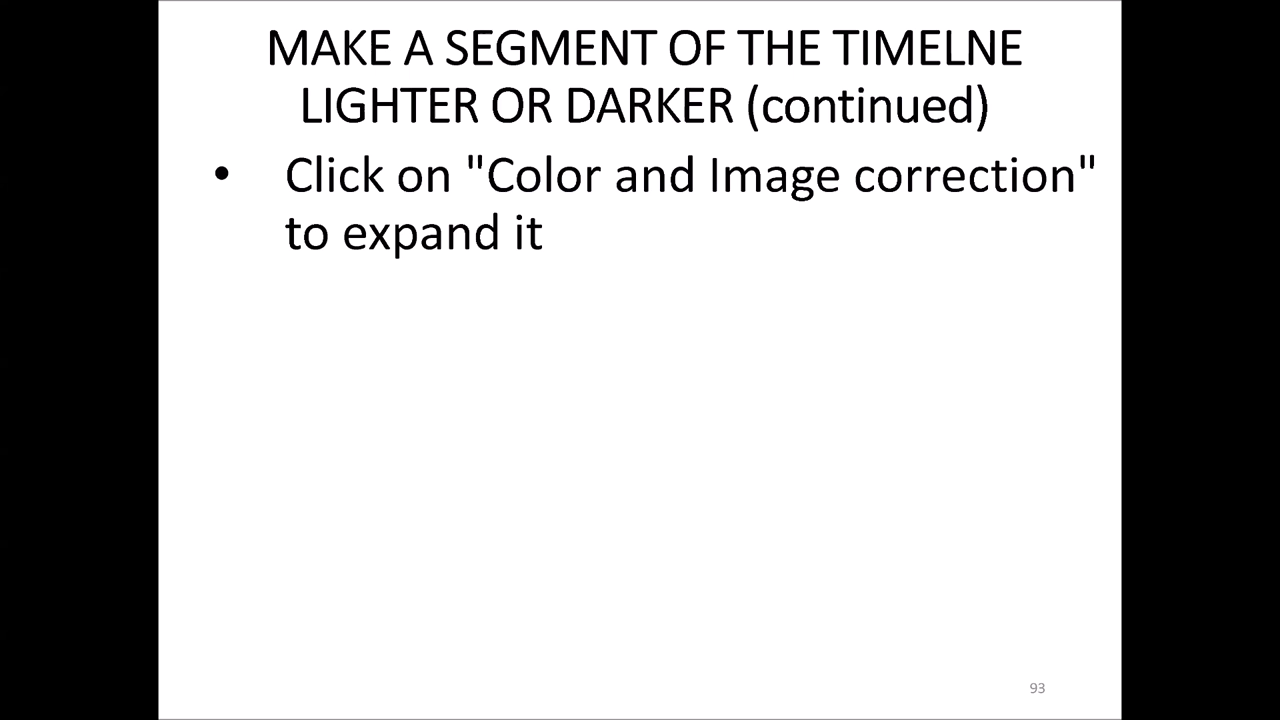 MAKE A SEGMENT OF THE TIMELNE
LIGHTER OR DARKER (continued)
• Click on "Color and Image correction"
to expand it
93